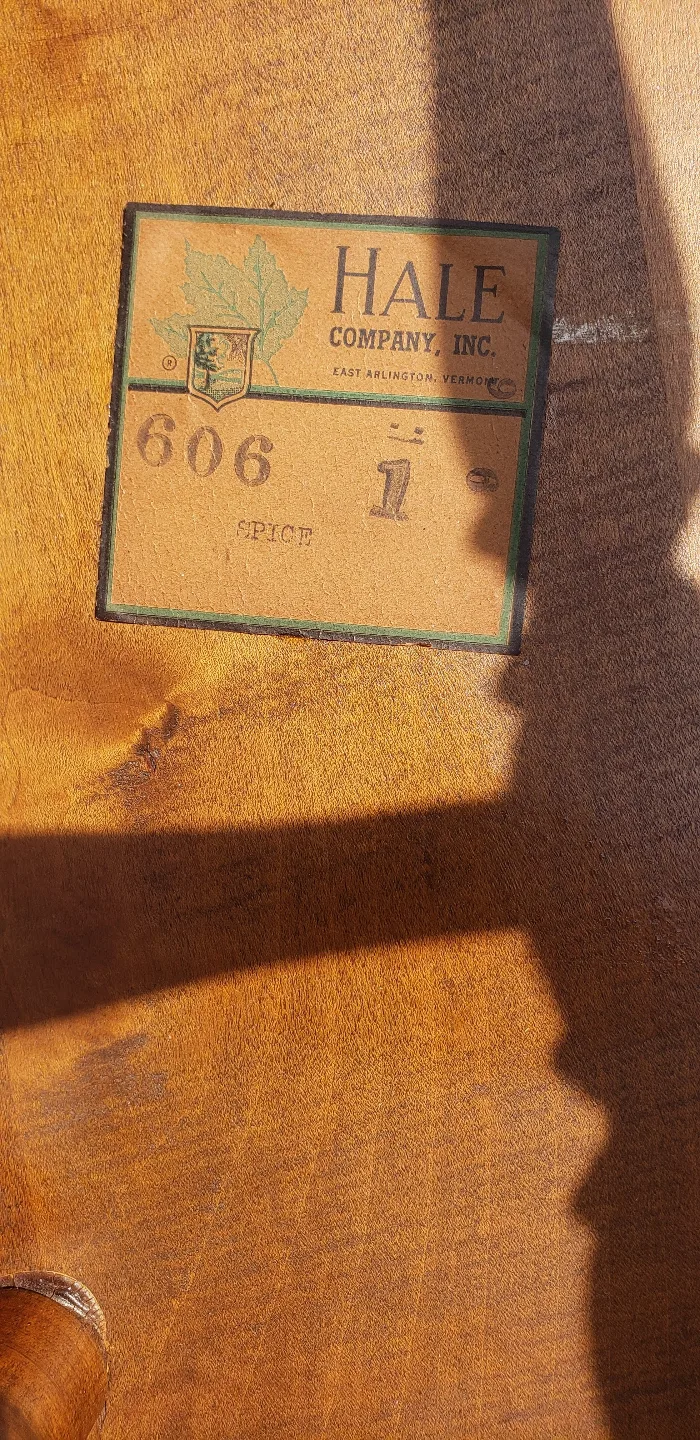 HALE
COMPANY, INC.
EAST ARLINGTON, VERMONT
®
606 1
SPICE